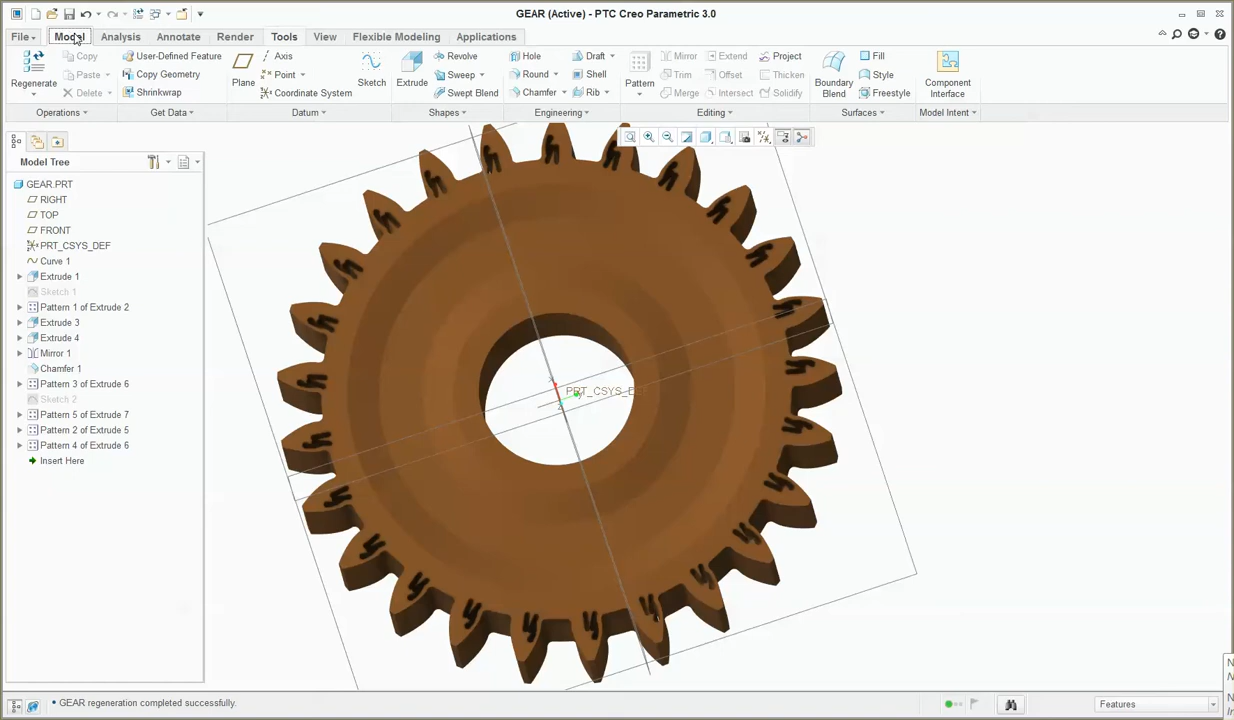 GEAR (Active) - PTC Creo Parametric 3.0
File Model Analysis Annotate Render Tools View Flexible Modeling Applications
Regenerate
Copy
Paste
Delete
Operations
User-Defined Feature
Copy Geometry
Shrinkwrap
Get Data
Plane
Axis
Point
Coordinate System
Sketch
Datum
Extrude
Revolve
Sweep
Swept Blend
Shapes
Hole
Round
Chamfer
Draft
Shell
Rib
Engineering
Pattern
Mirror
Trim
Merge
Extend
Offset
Intersect
Project
Thicken
Solidify
Editing
Boundary
Blend
Fill
Style
Freestyle
Surfaces
Component
Interface
Model Intent
Model Tree
GEAR.PRT
RIGHT
TOP
FRONT
PRT_CSYS_DEF
Curve 1
Extrude 1
Sketch 1
Pattern 1 of Extrude 2
Extrude 3
Extrude 4
Mirror 1
Chamfer 1
Pattern 3 of Extrude 6
Sketch 2
Pattern 5 of Extrude 7
Pattern 2 of Extrude 5
Pattern 4 of Extrude 6
Insert Here
GEAR regeneration completed successfully.
Features